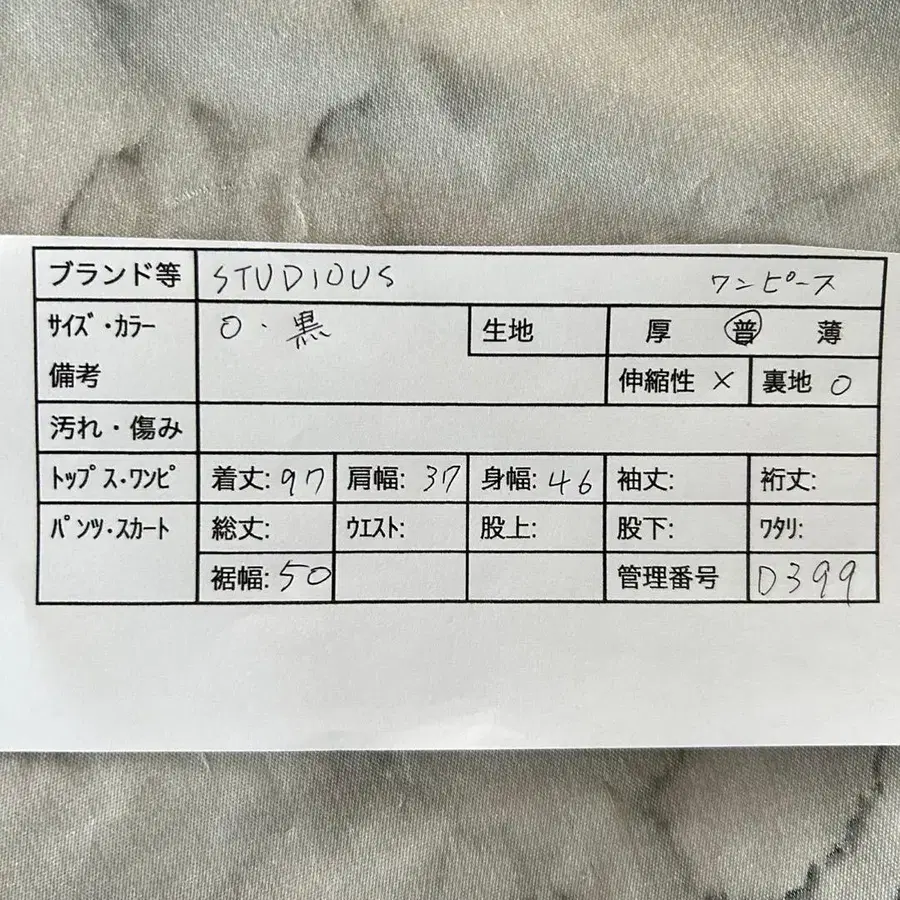 ブランド等 STUDIOUS ワンピース
サイズ・カラー 0・黒 生地 厚 普 薄
備考 伸縮性 × 裏地 ○
汚れ・傷み
トップス・ワンピ 着丈: 97 肩幅: 37 身幅: 46 袖丈: 裄丈:
パンツ・スカート 総丈: ウエスト: 股上: 股下: ワタリ:
裾幅: 50 管理番号 D399